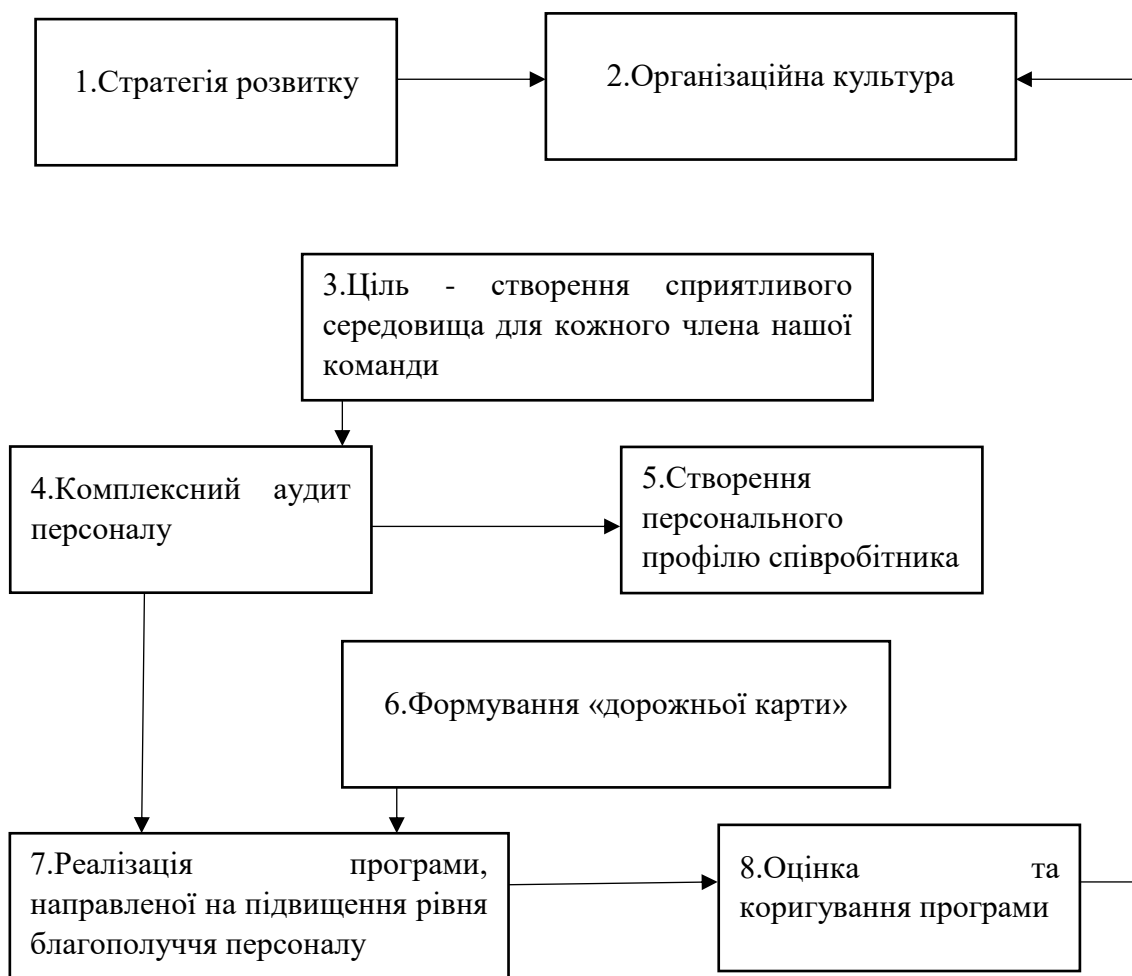 1.Стратегія розвитку
2.Організаційна культура
3.Ціль - створення сприятливого
середовища для кожного члена нашої
команди
4.Комплексний аудит
персоналу
5.Створення
персонального
профілю співробітника
6.Формування «дорожньої карти»
7.Реалізація програми,
направленої на підвищення рівня
благополуччя персоналу
8.Оцінка та
коригування програми